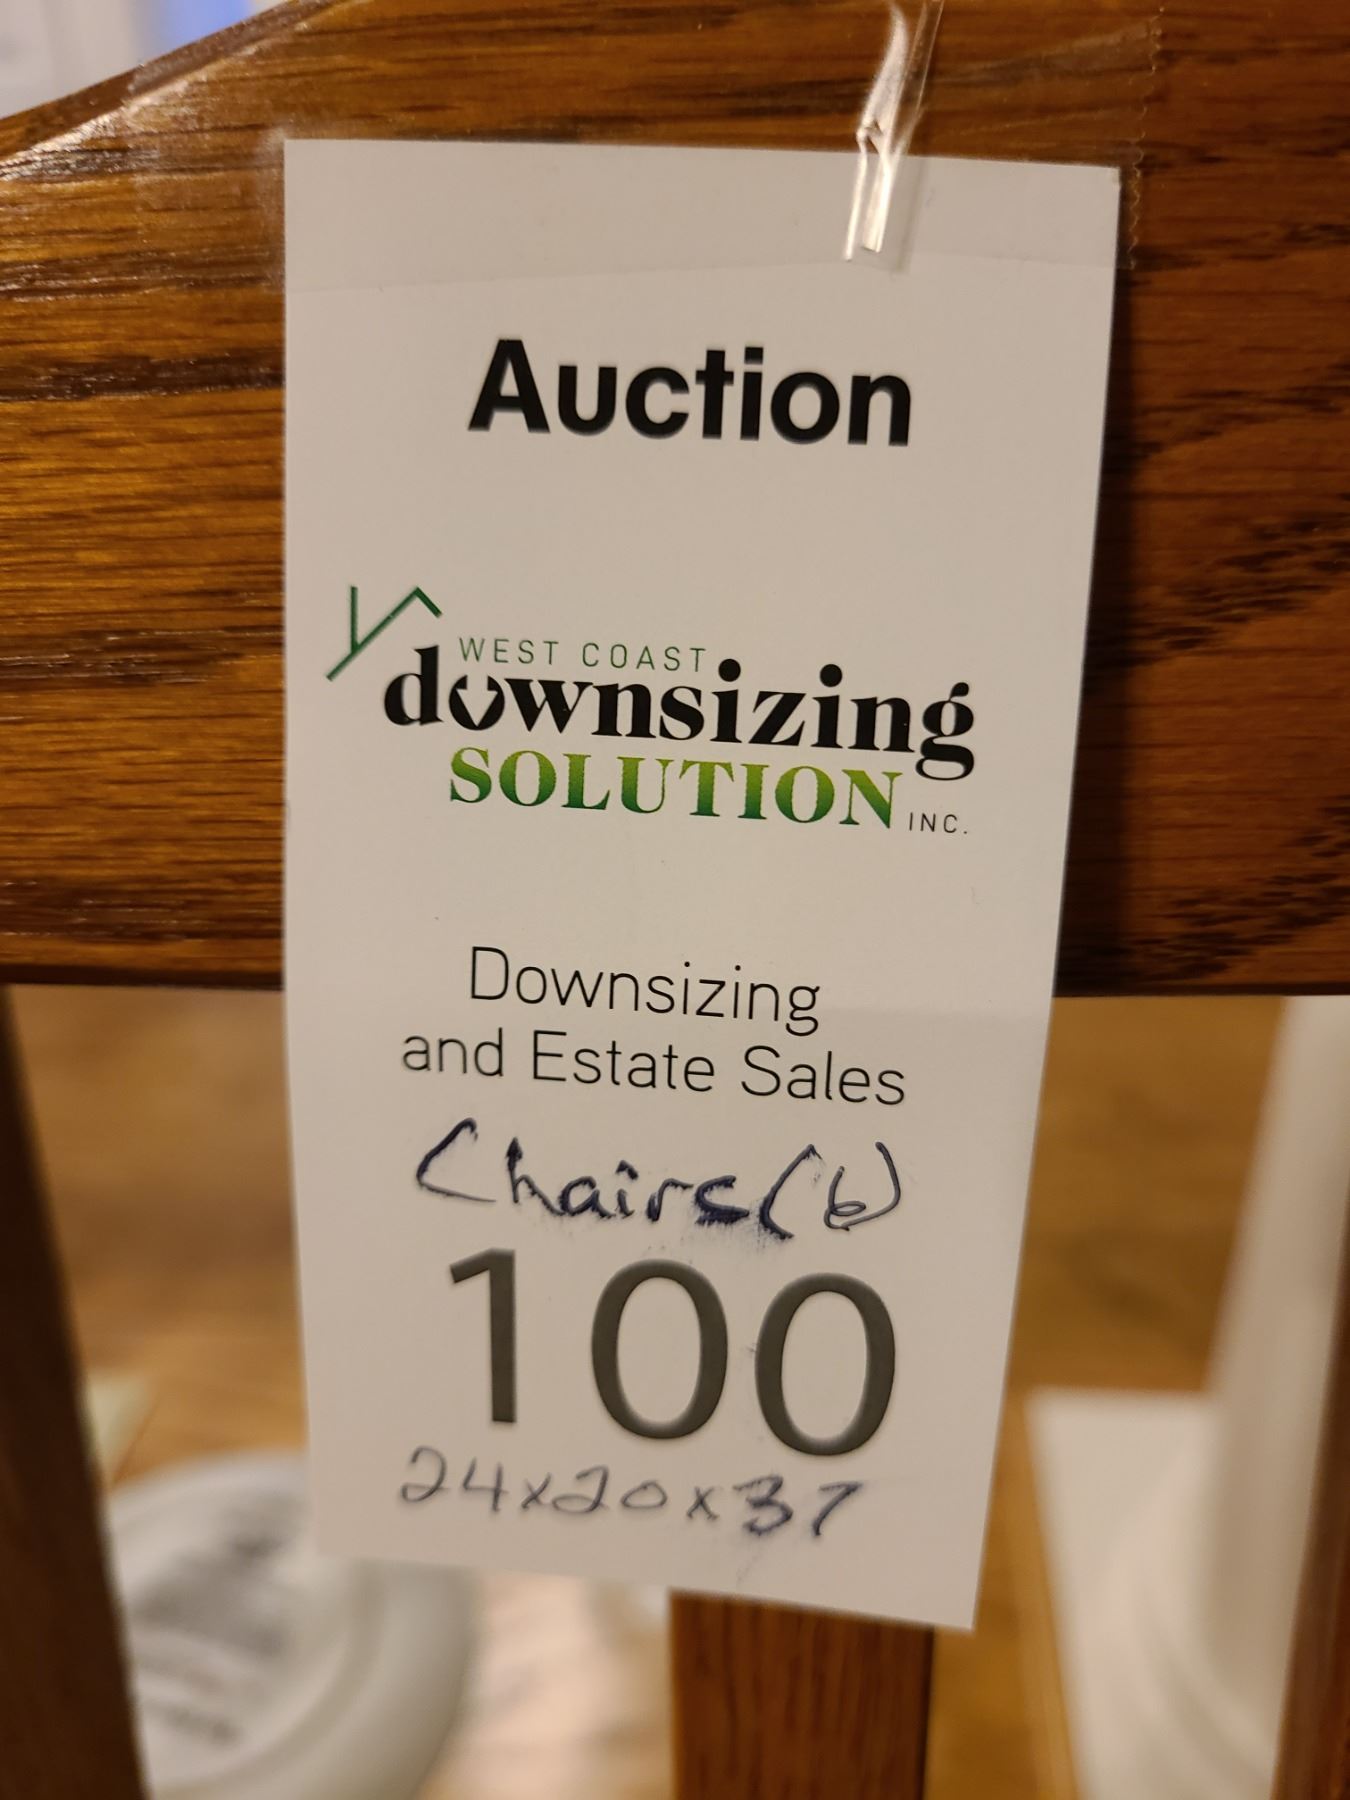 Auction
WEST COAST
downsizing
SOLUTION INC.
Downsizing
and Estate Sales
Chairs (6)
100
24x20x37